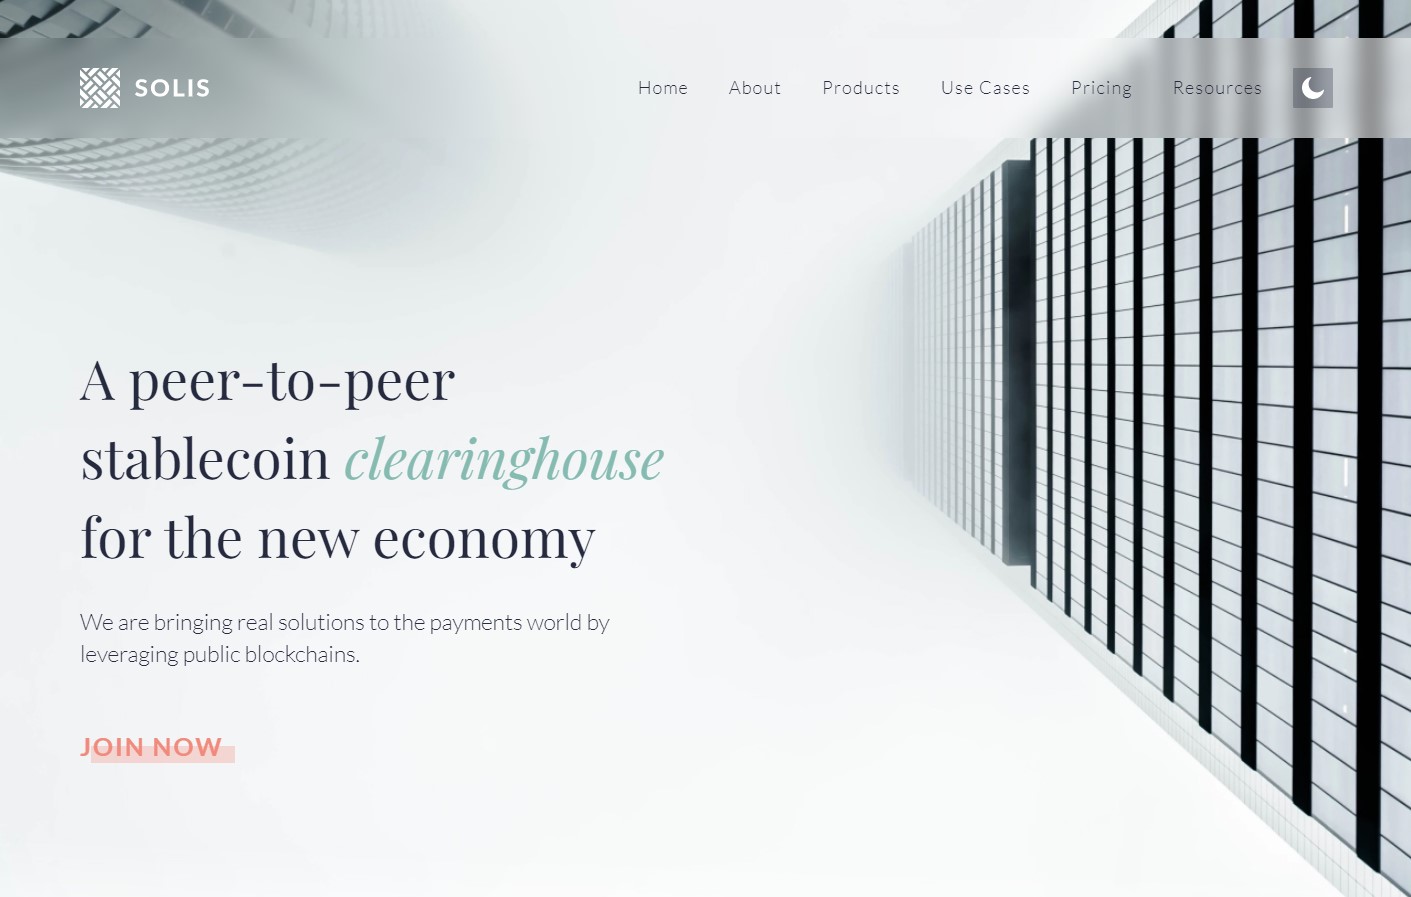 SOLIS
Home About Products Use Cases Pricing Resources
A peer-to-peer
stablecoin clearinghouse
for the new economy
We are bringing real solutions to the payments world by
leveraging public blockchains.
JOIN NOW